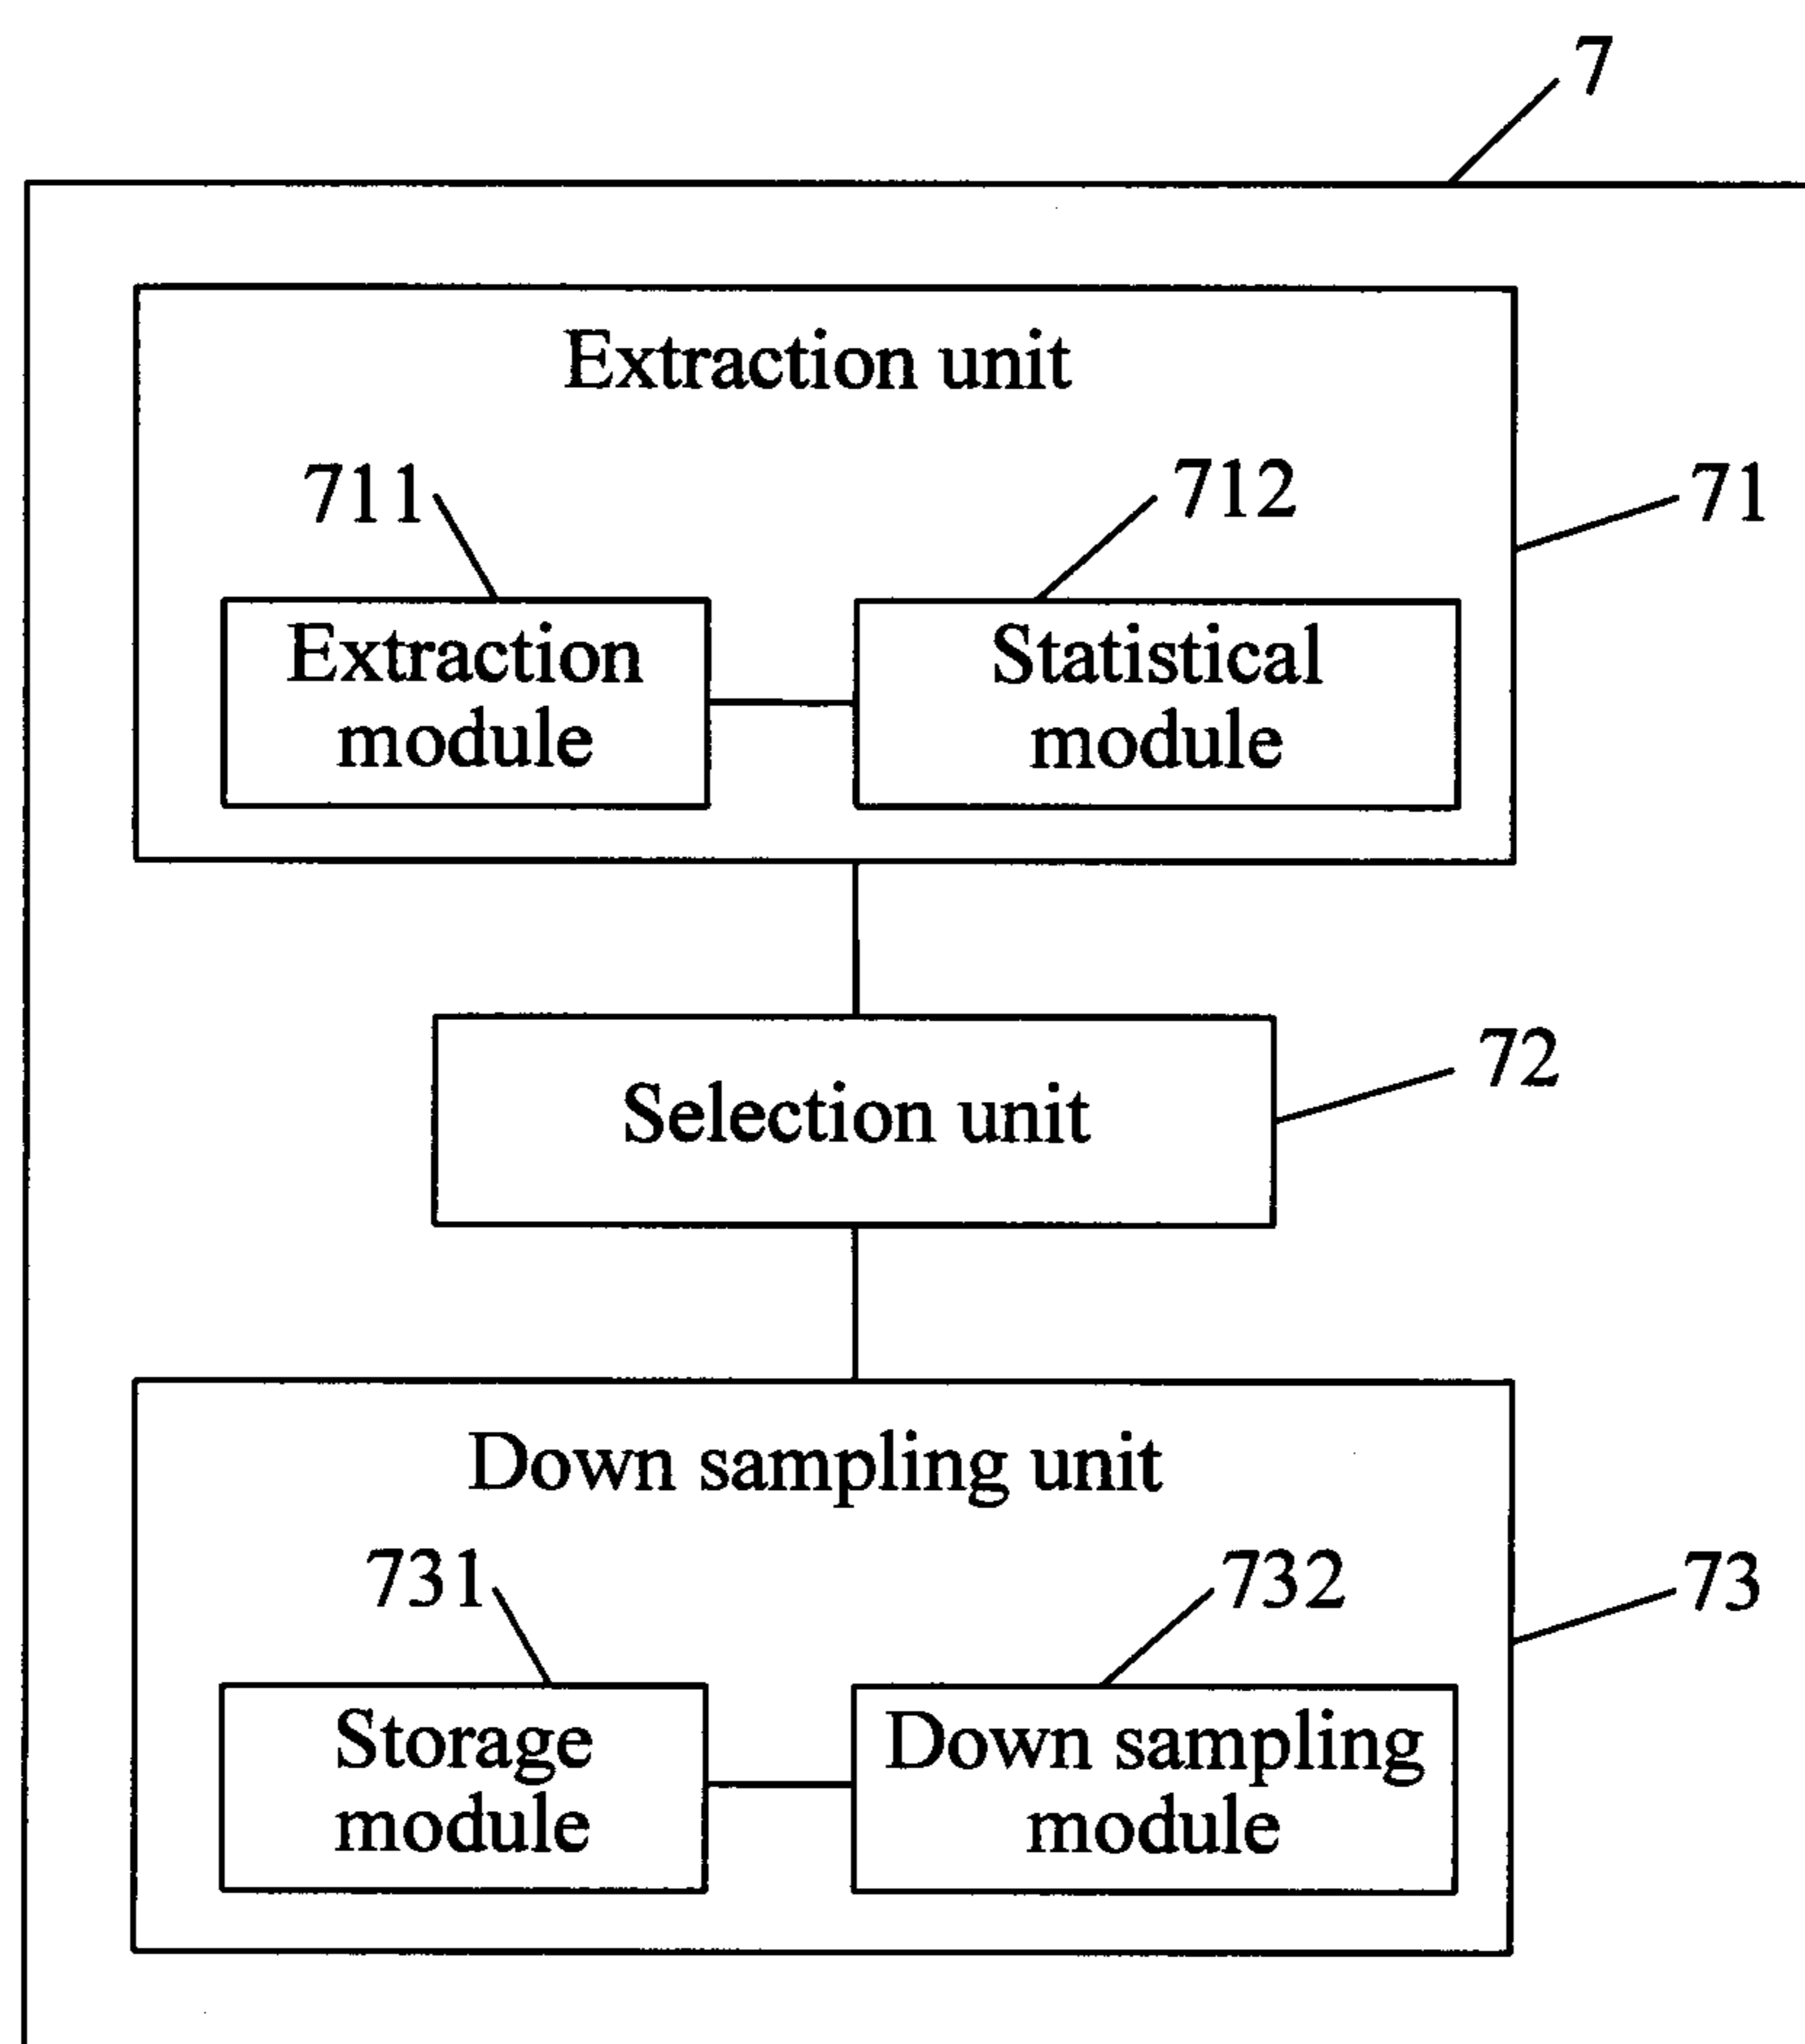 7
Extraction unit
711
712
71
Extraction
module
Statistical
module
72
Selection unit
Down sampling unit
731
732
73
Storage
module
Down sampling
module